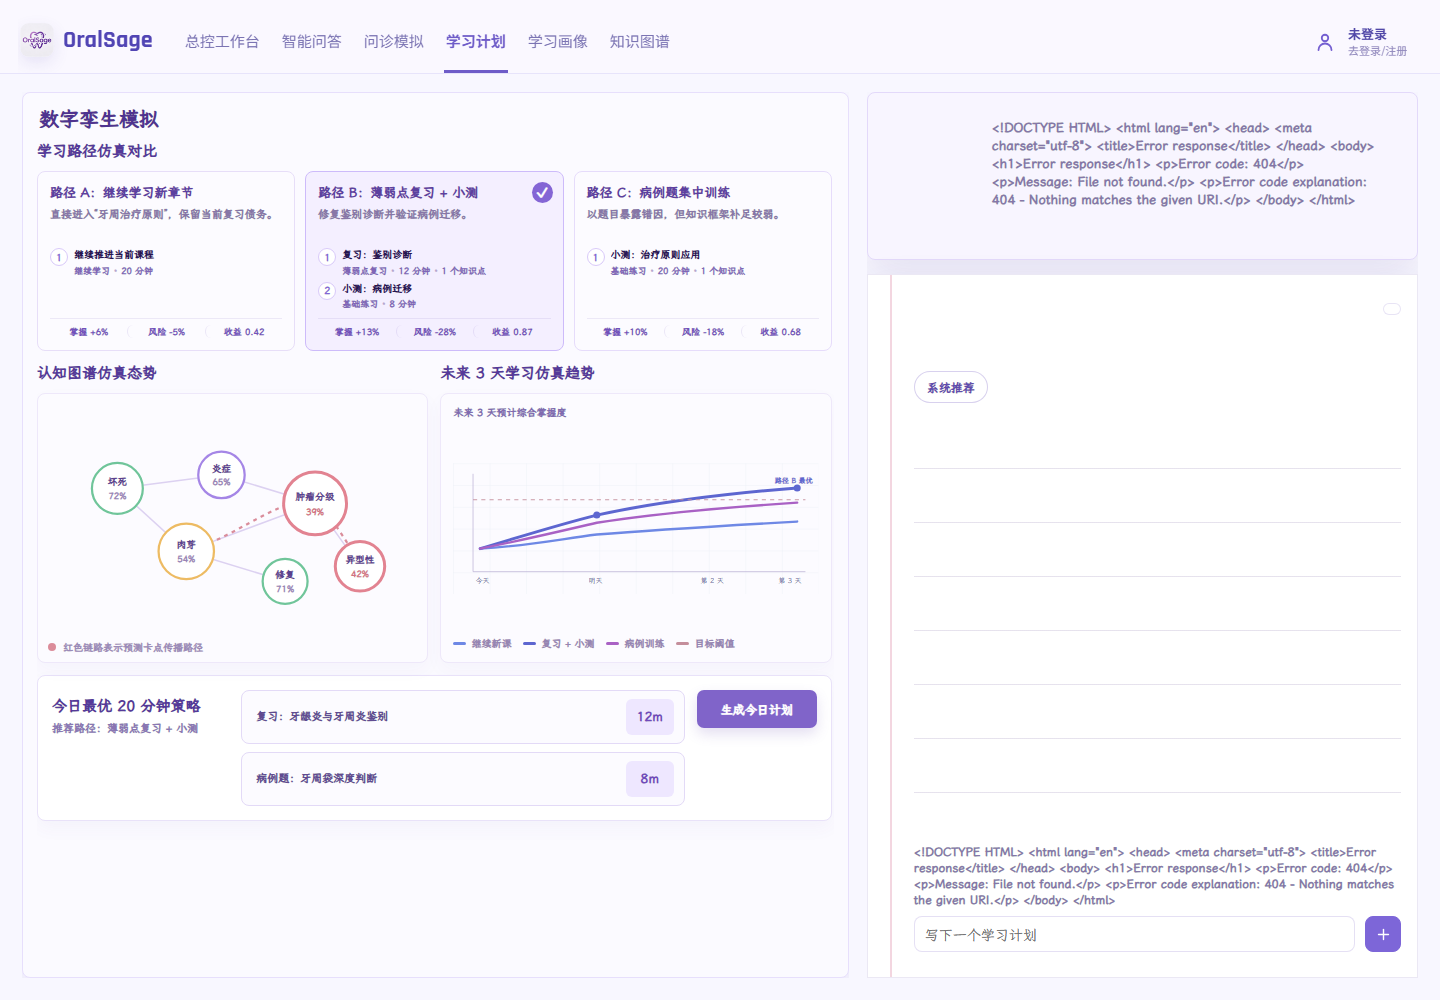 OralSage
OralSage
总控工作台
智能问答
问诊模拟
学习计划
学习画像
知识图谱
未登录
去登录/注册
数字孪生模拟
学习路径仿真对比
路径 A：继续学习新章节
直接进入"牙周治疗原则"，保留当前复习债务。
1
继续推进当前课程
继续学习 · 20 分钟
掌握 +6%
风险 -5%
收益 0.42
路径 B：薄弱点复习 + 小测
修复鉴别诊断并验证病例迁移。
1
复习：鉴别诊断
薄弱点复习 · 12 分钟 · 1 个知识点
2
小测：病例迁移
基础练习 · 8 分钟
掌握 +13%
风险 -28%
收益 0.87
路径 C：病例题集中训练
以题目暴露错因，但知识框架补足较弱。
1
小测：治疗原则应用
基础练习 · 20 分钟 · 1 个知识点
掌握 +10%
风险 -18%
收益 0.68
认知图谱仿真态势
坏死
72%
炎症
65%
肿瘤分级
39%
肉芽
54%
修复
71%
异型性
42%
红色链路表示预测卡点传播路径
未来 3 天学习仿真趋势
未来 3 天预计综合掌握度
路径 B 最优
今天
明天
第 2 天
第 3 天
继续新课
复习 + 小测
病例训练
目标阈值
今日最优 20 分钟策略
推荐路径：薄弱点复习 + 小测
复习：牙龈炎与牙周炎鉴别
12m
病例题：牙周袋深度判断
8m
生成今日计划
<!DOCTYPE HTML> <html lang="en"> <head> <meta
charset="utf-8"> <title>Error response</title> </head> <body>
<h1>Error response</h1> <p>Error code: 404</p>
<p>Message: File not found.</p> <p>Error code explanation:
404 - Nothing matches the given URI.</p> </body> </html>
系统推荐
<!DOCTYPE HTML> <html lang="en"> <head> <meta charset="utf-8"> <title>Error
response</title> </head> <body> <h1>Error response</h1> <p>Error code: 404</p>
<p>Message: File not found.</p> <p>Error code explanation: 404 - Nothing matches
the given URI.</p> </body> </html>
写下一个学习计划